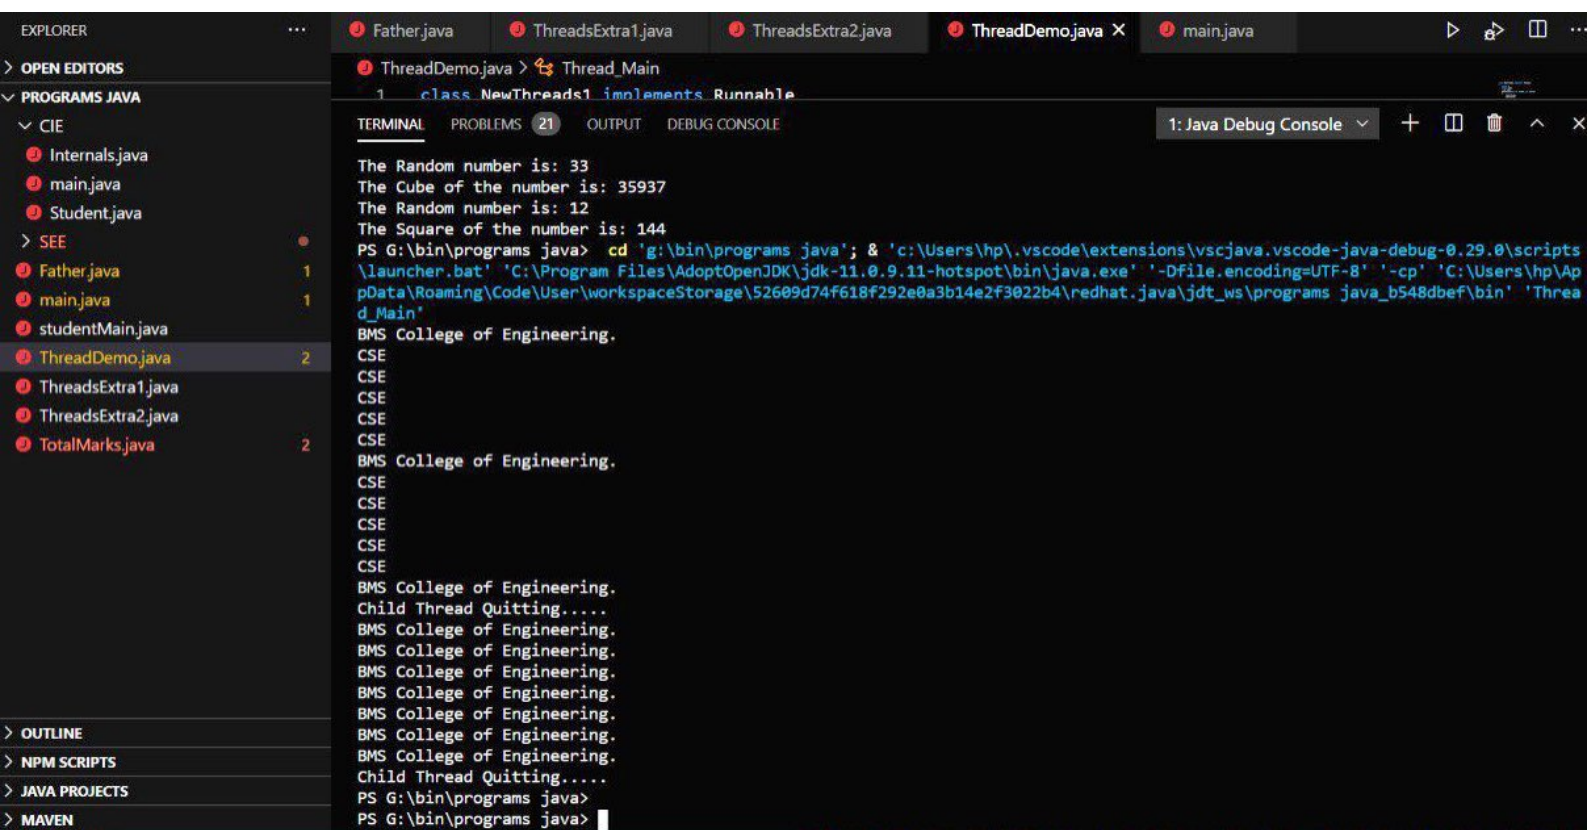 EXPLORER ···
> OPEN EDITORS
PROGRAMS JAVA
CIE
Internals.java
main.java
Student.java
> SEE
Father.java 1
main.java 1
studentMain.java
ThreadDemo.java 2
ThreadsExtra1.java
ThreadsExtra2.java
TotalMarks.java 2
> OUTLINE
> NPM SCRIPTS
> JAVA PROJECTS
> MAVEN
Father.java ThreadsExtra1.java ThreadsExtra2.java ThreadDemo.java main.java
ThreadDemo.java > Thread_Main
1 class NewThreads1 implements Runnable
TERMINAL PROBLEMS 21 OUTPUT DEBUG CONSOLE 1: Java Debug Console
The Random number is: 33
The Cube of the number is: 35937
The Random number is: 12
The Square of the number is: 144
PS G:\bin\programs java> cd 'g:\bin\programs java'; & 'c:\Users\hp\.vscode\extensions\vscjava.vscode-java-debug-0.29.0\scripts
\launcher.bat' 'C:\Program Files\AdoptOpenJDK\jdk-11.0.9.11-hotspot\bin\java.exe' '-Dfile.encoding=UTF-8' '-cp' 'C:\Users\hp\Ap
pData\Roaming\Code\User\workspaceStorage\52609d74f618f292e0a3b14e2f3022b4\redhat.java\jdt_ws\programs java_b548dbef\bin' 'Threa
d_Main'
BMS College of Engineering.
CSE
CSE
CSE
CSE
CSE
BMS College of Engineering.
CSE
CSE
CSE
CSE
CSE
BMS College of Engineering.
Child Thread Quitting.....
BMS College of Engineering.
BMS College of Engineering.
BMS College of Engineering.
BMS College of Engineering.
BMS College of Engineering.
BMS College of Engineering.
BMS College of Engineering.
Child Thread Quitting.....
PS G:\bin\programs java>
PS G:\bin\programs java>